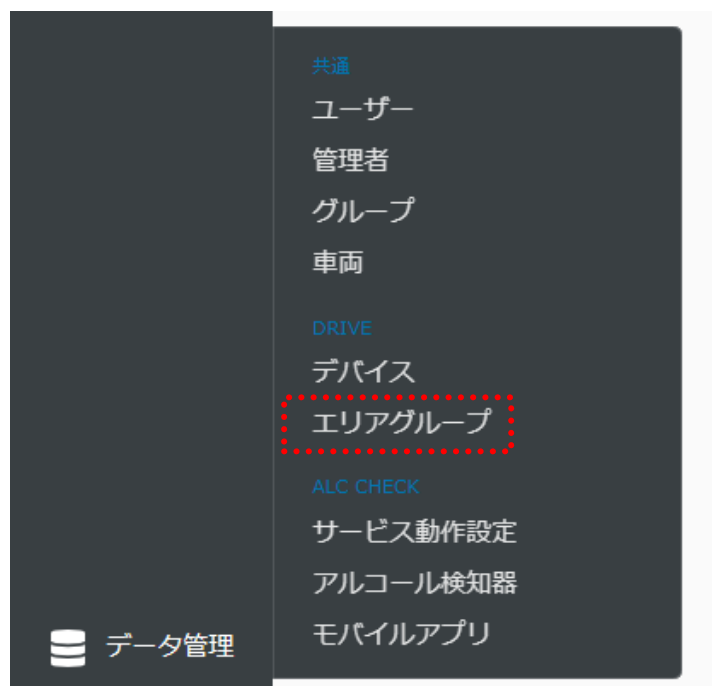 共通
ユーザー
管理者
グループ
車両
DRIVE
デバイス
エリアグループ
ALC CHECK
サービス動作設定
アルコール検知器
モバイルアプリ
データ管理